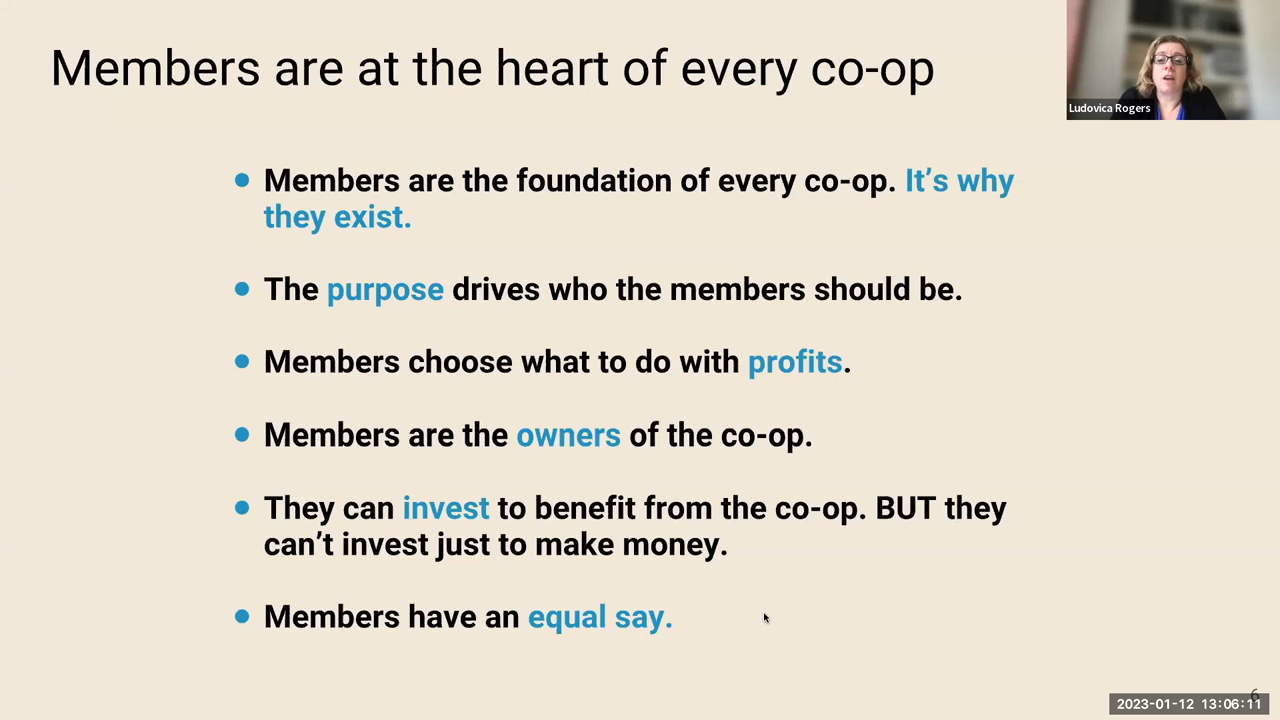 Members are at the heart of every co-op
Ludovica Rogers
Members are the foundation of every co-op. It’s why
they exist.
The purpose drives who the members should be.
Members choose what to do with profits.
Members are the owners of the co-op.
They can invest to benefit from the co-op. BUT they
can’t invest just to make money.
Members have an equal say.
6
2023-01-12 13:06:11